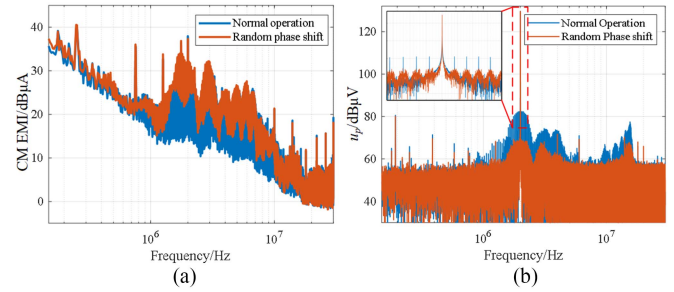 Normal operation
Random phase shift
CM EMI/dBμA
40
30
20
10
0
10⁶
10⁷
Frequency/Hz
(a)
Normal Operation
Random Phase shift
u_p/dBμV
120
100
80
60
40
10⁶
10⁷
Frequency/Hz
(b)